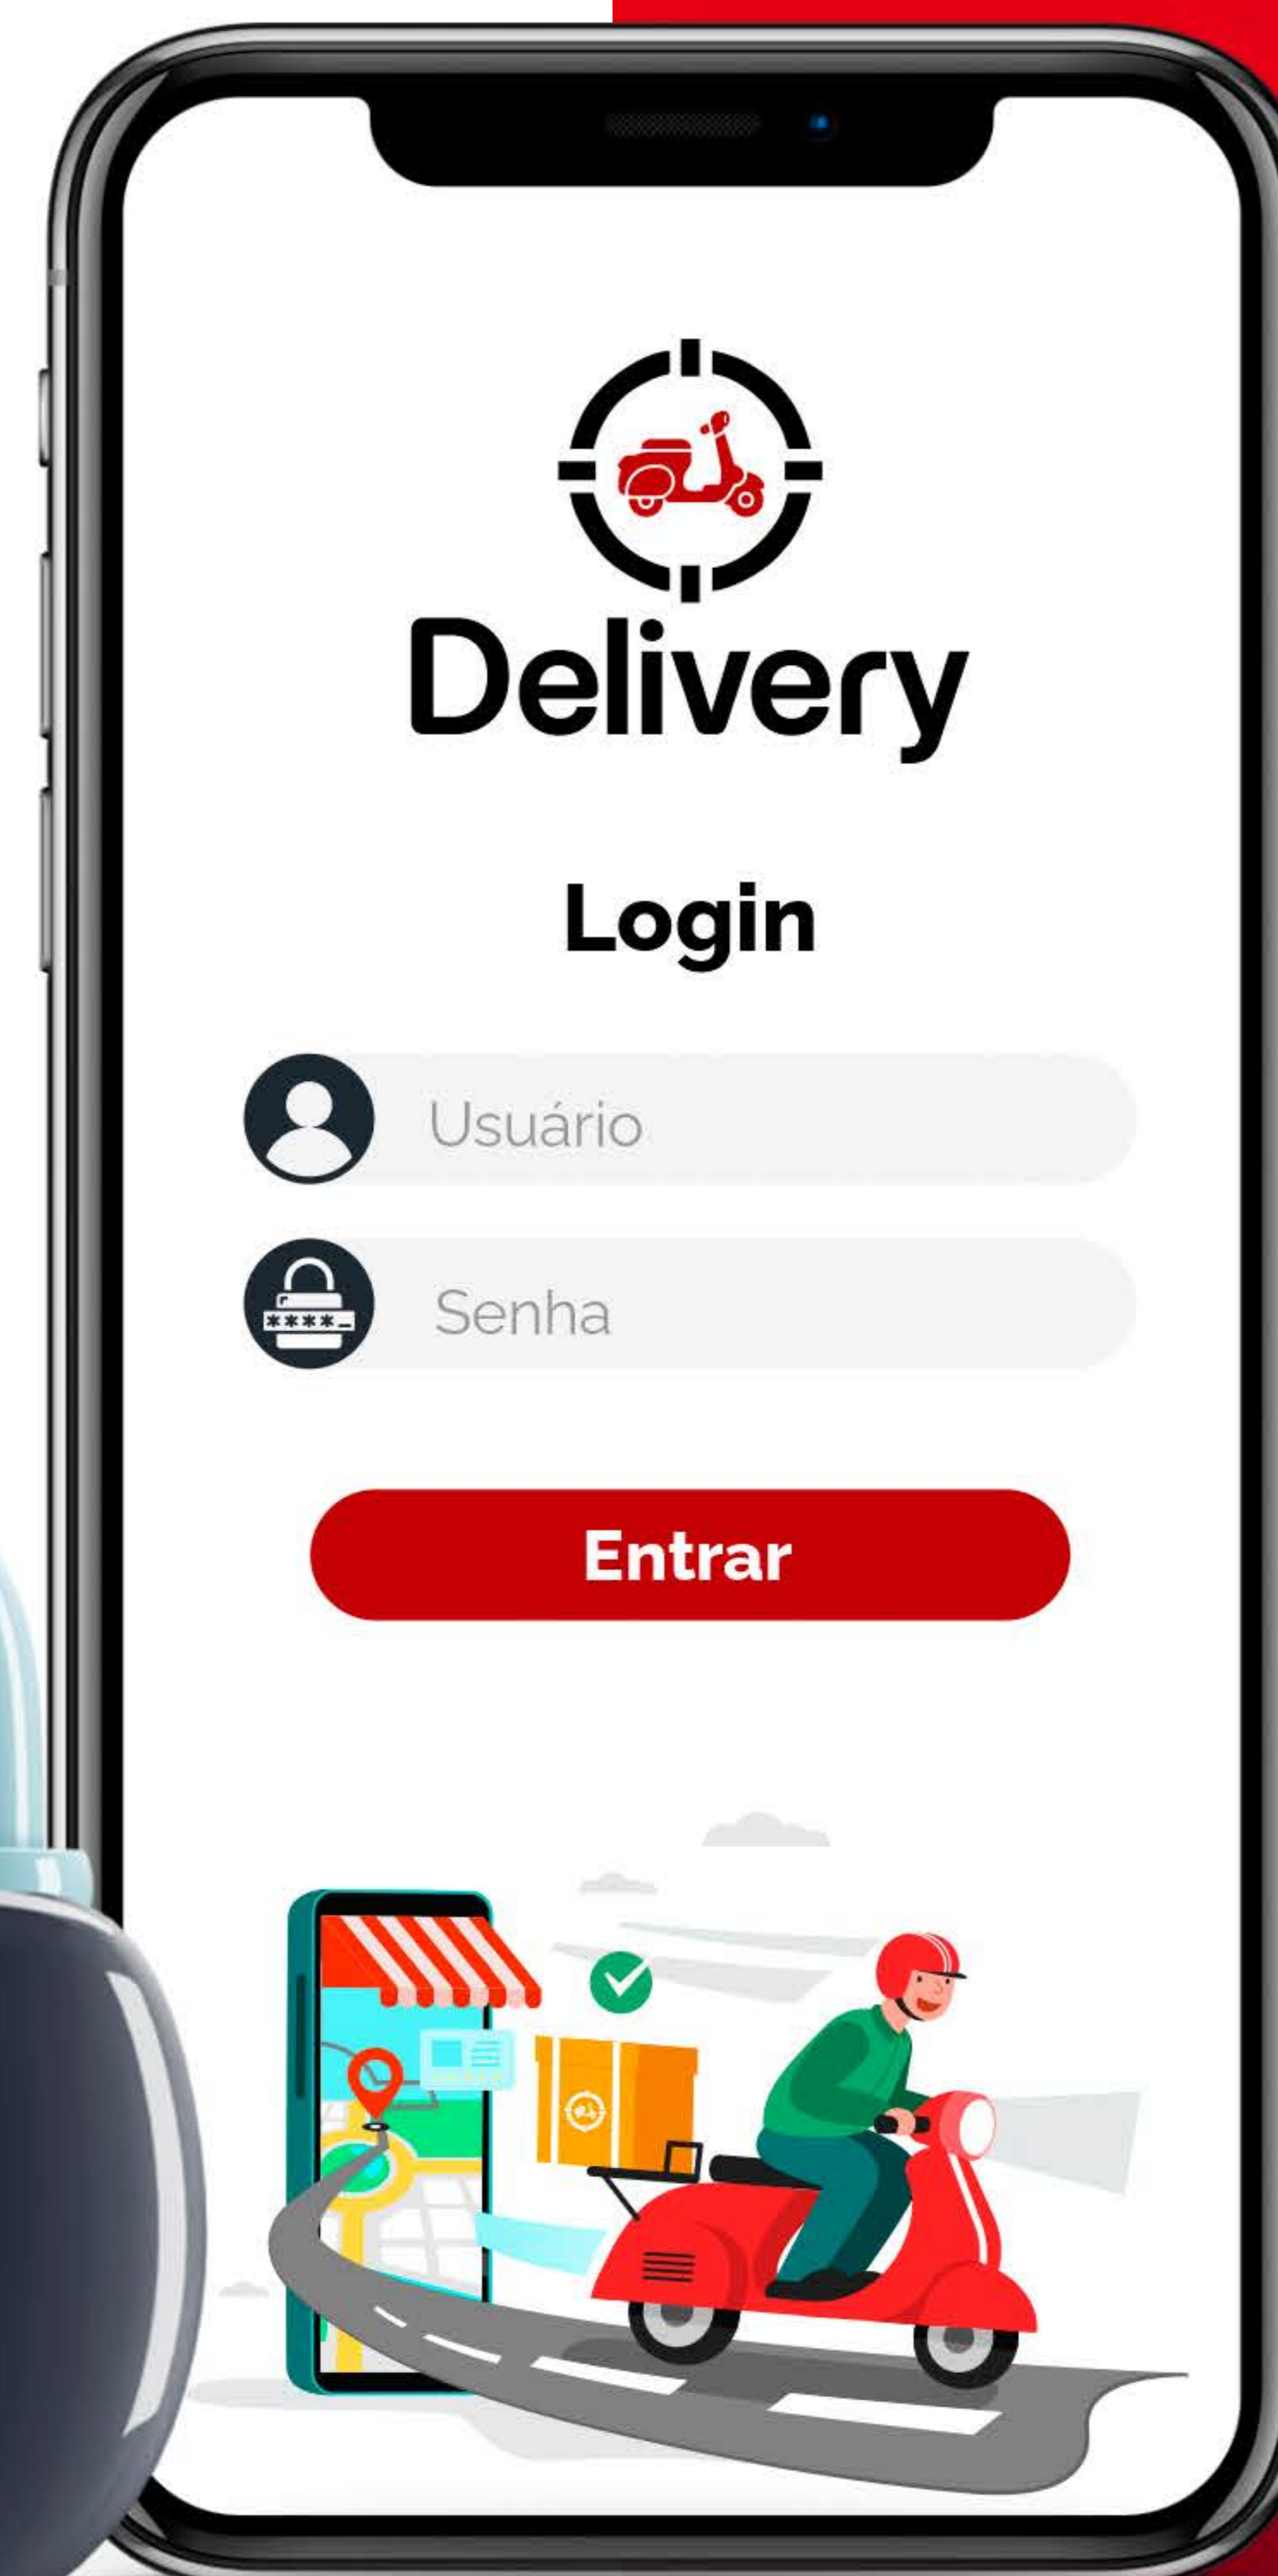 Delivery
Login
Usuário
****_
Senha
Entrar